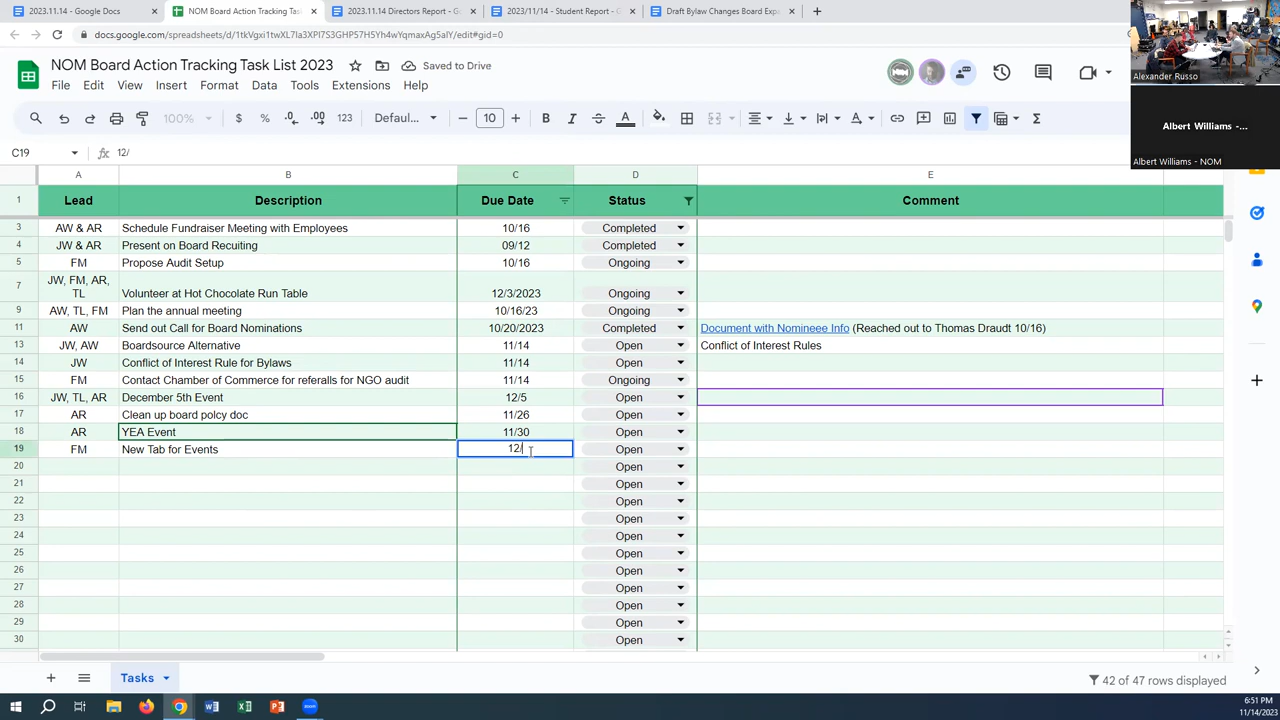 2023.11.14 - Google Docs
NOM Board Action Tracking Tas
2023.11.14 Directors Report - G
2023/11/14 - Student Report - G
Draft Bylaw Changes Board Exp
docs.google.com/spreadsheets/d/1tkVgxi1twXL7la3XPl7S3GHP57H5Yh4wYqmaxAg5alY/edit#gid=0
NOM Board Action Tracking Task List 2023
Saved to Drive
File Edit View Insert Format Data Tools Extensions Help
100% $ % .0 .00 123 Defaul... 10 B I S A
C19 fx 12/
A B C D E
1 Lead Description Due Date Status Comment
3 AW & AR Schedule Fundraiser Meeting with Employees 10/16 Completed
4 JW & AR Present on Board Recuiting 09/12 Completed
5 FM Propose Audit Setup 10/16 Ongoing
7 JW, FM, AR, TL Volunteer at Hot Chocolate Run Table 12/3/2023 Ongoing
9 AW, TL, FM Plan the annual meeting 10/16/23 Ongoing
11 AW Send out Call for Board Nominations 10/20/2023 Completed Document with Nomineee Info (Reached out to Thomas Draudt 10/16)
13 JW, AW Boardsource Alternative 11/14 Open Conflict of Interest Rules
14 JW Conflict of Interest Rule for Bylaws 11/14 Open
15 FM Contact Chamber of Commerce for referalls for NGO audit 11/14 Ongoing
16 JW, TL, AR December 5th Event 12/5 Open
17 AR Clean up board polcy doc 11/26 Open
18 AR YEA Event 11/30 Open
19 FM New Tab for Events 12/ Open
20 Open
21 Open
22 Open
23 Open
24 Open
25 Open
26 Open
27 Open
28 Open
29 Open
30 Open
Tasks
42 of 47 rows displayed
Alexander Russo
Albert Williams -...
Albert Williams - NOM
6:51 PM
11/14/2023